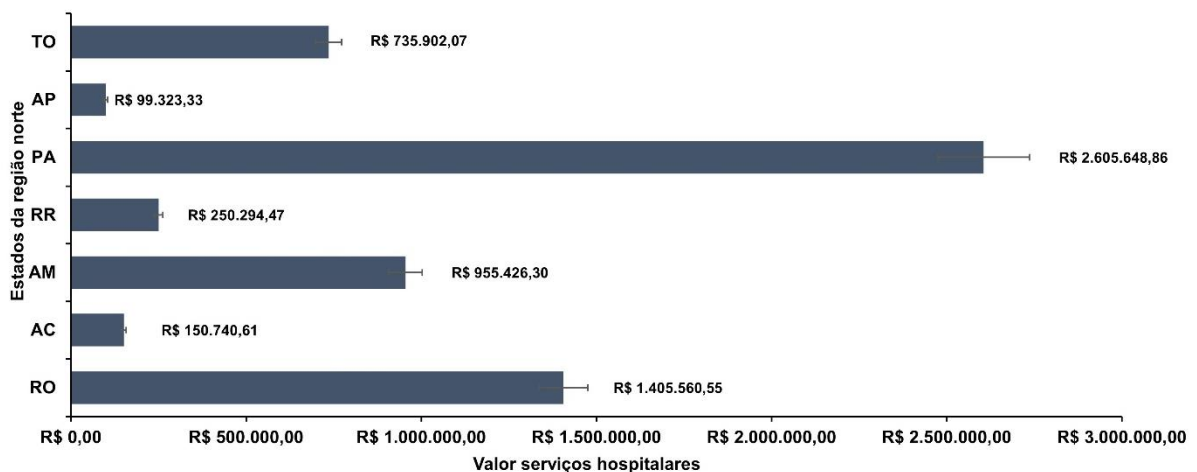 Estados da região norte
TO
R$ 735.902,07
AP
R$ 99.323,33
PA
R$ 2.605.648,86
RR
R$ 250.294,47
AM
R$ 955.426,30
AC
R$ 150.740,61
RO
R$ 1.405.560,55
R$ 0,00 R$ 500.000,00 R$ 1.000.000,00 R$ 1.500.000,00 R$ 2.000.000,00 R$ 2.500.000,00 R$ 3.000.000,00
Valor serviços hospitalares